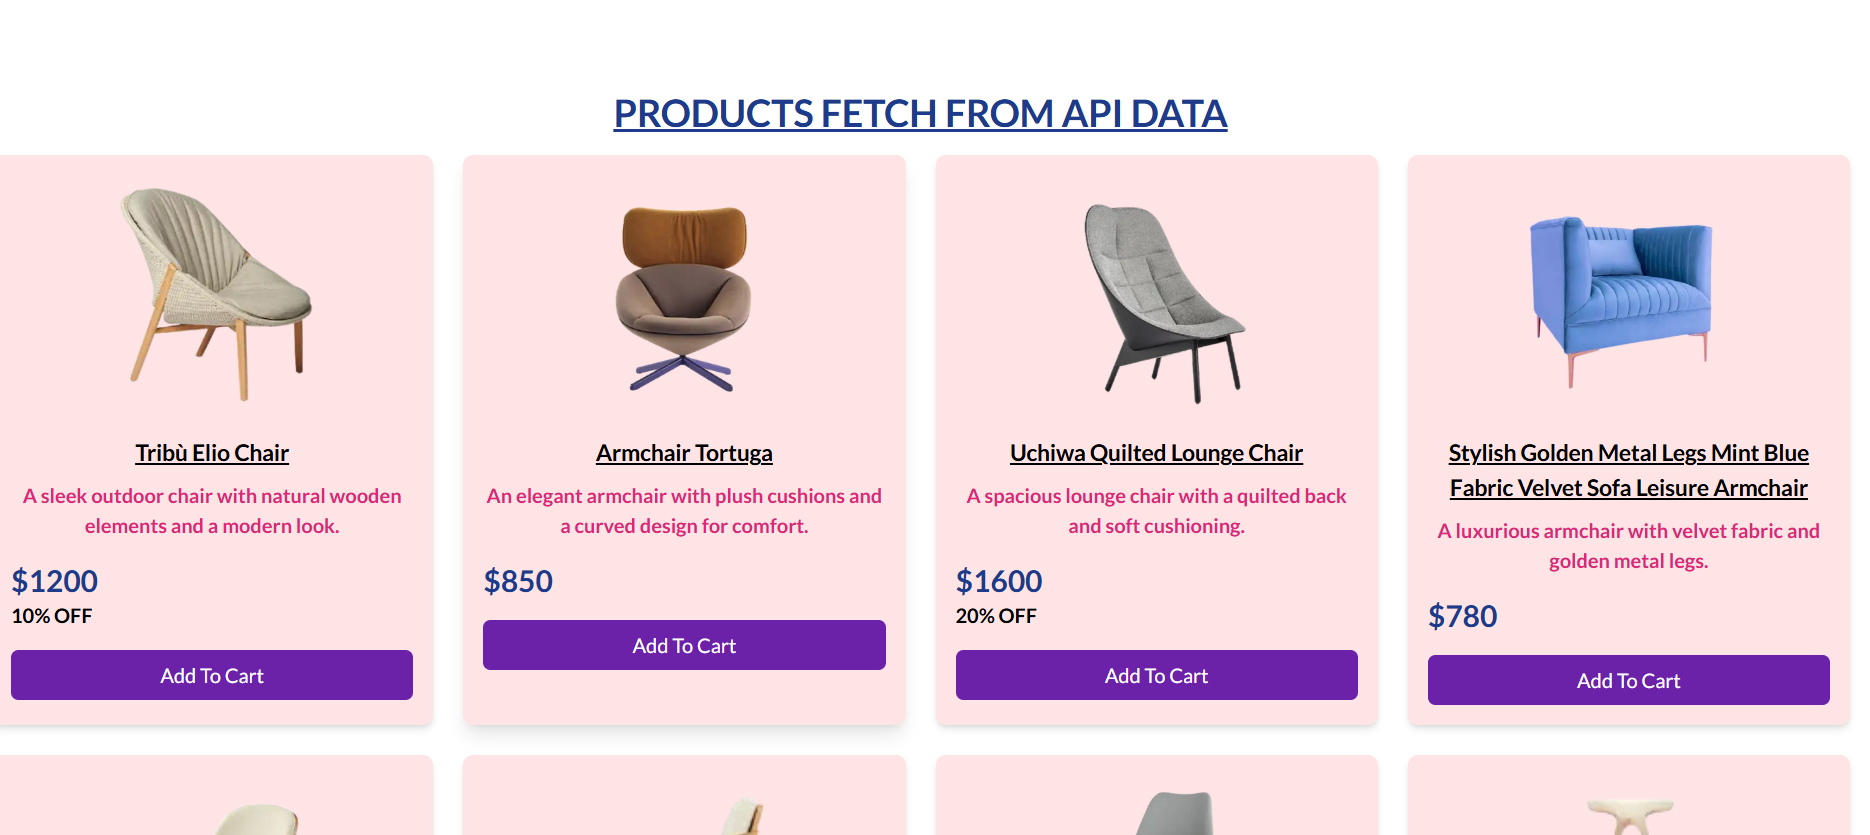 PRODUCTS FETCH FROM API DATA
Tribù Elio Chair
A sleek outdoor chair with natural wooden
elements and a modern look.
$1200
10% OFF
Add To Cart
Armchair Tortuga
An elegant armchair with plush cushions and
a curved design for comfort.
$850
Add To Cart
Uchiwa Quilted Lounge Chair
A spacious lounge chair with a quilted back
and soft cushioning.
$1600
20% OFF
Add To Cart
Stylish Golden Metal Legs Mint Blue
Fabric Velvet Sofa Leisure Armchair
A luxurious armchair with velvet fabric and
golden metal legs.
$780
Add To Cart